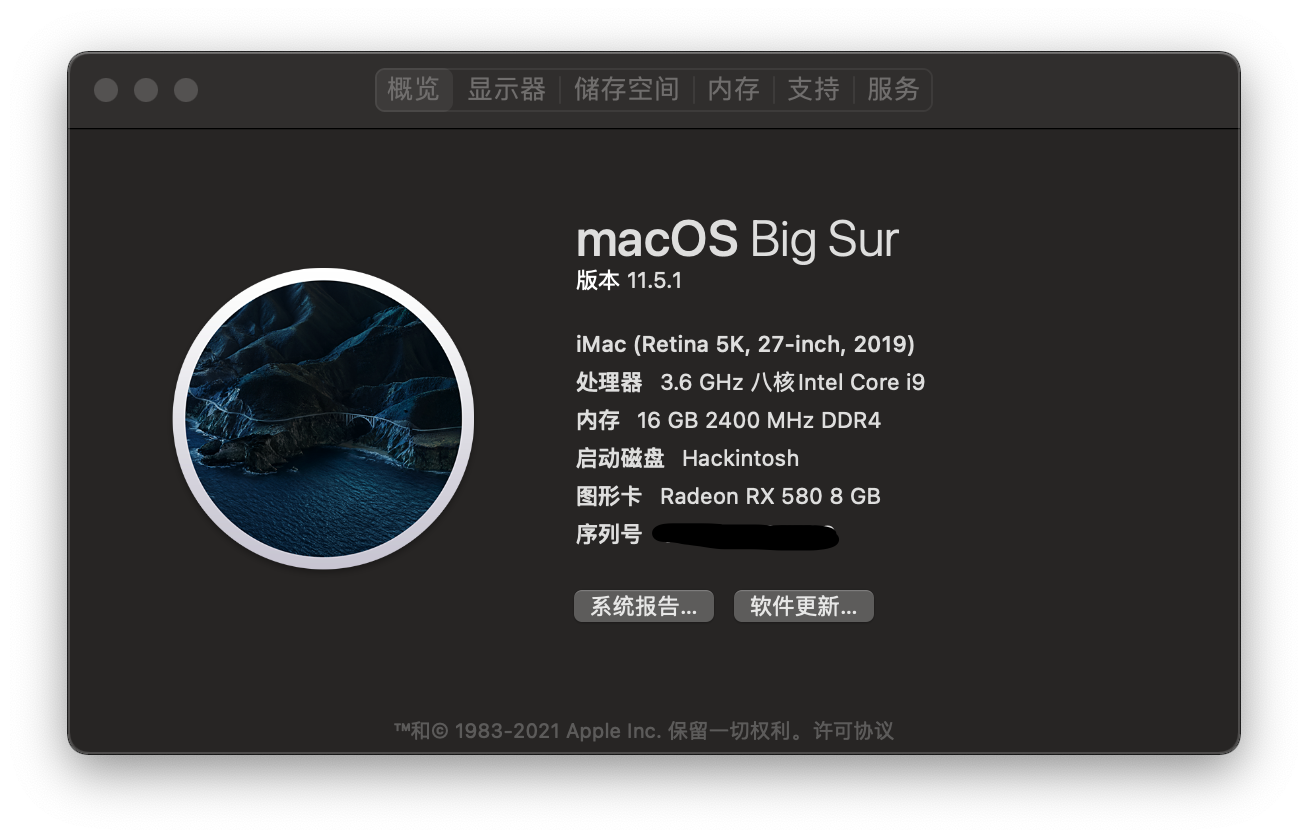 概览 显示器 储存空间 内存 支持 服务
macOS Big Sur
版本 11.5.1
iMac (Retina 5K, 27-inch, 2019)
处理器 3.6 GHz 八核Intel Core i9
内存 16 GB 2400 MHz DDR4
启动磁盘 Hackintosh
图形卡 Radeon RX 580 8 GB
序列号
系统报告... 软件更新...
™和© 1983-2021 Apple Inc. 保留一切权利。许可协议